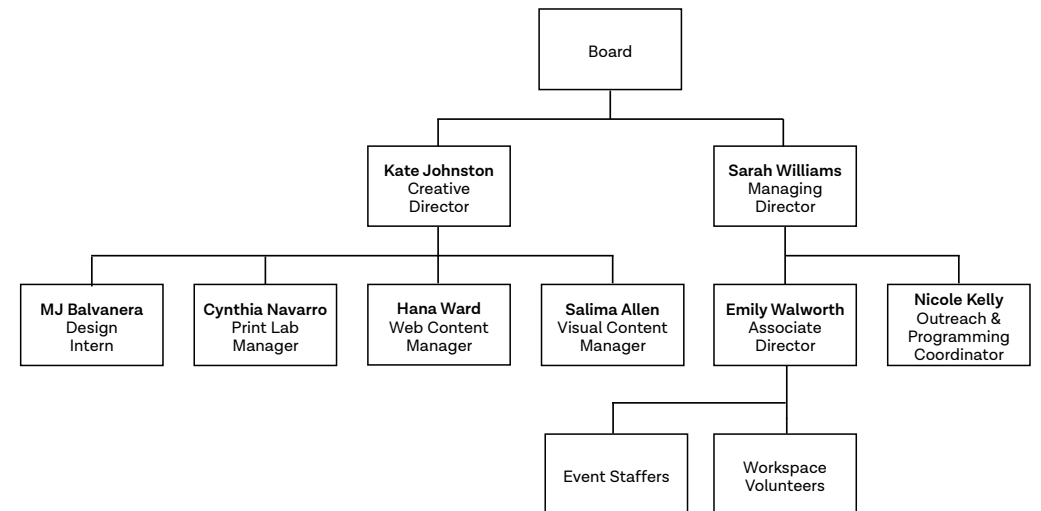 Board
Kate Johnston
Creative
Director
Sarah Williams
Managing
Director
MJ Balvanera
Design
Intern
Cynthia Navarro
Print Lab
Manager
Hana Ward
Web Content
Manager
Salima Allen
Visual Content
Manager
Emily Walworth
Associate
Director
Nicole Kelly
Outreach &
Programming
Coordinator
Event Staffers
Workspace
Volunteers